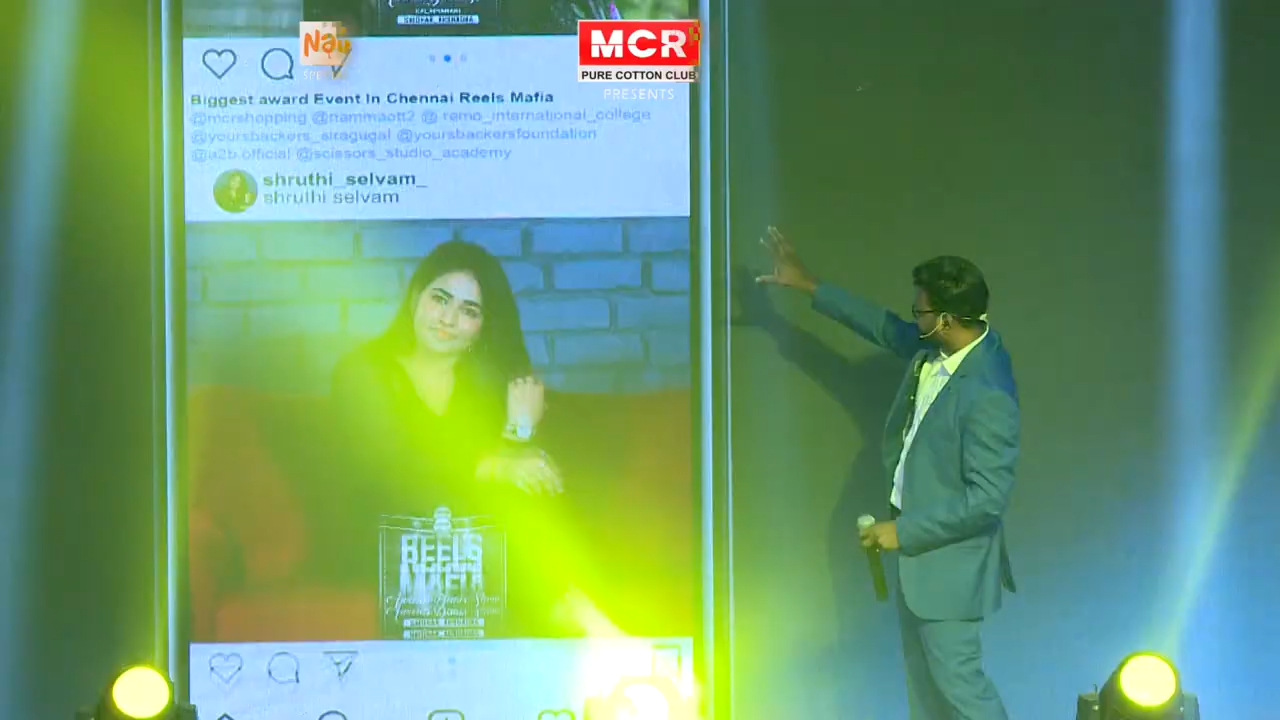 MCR
PURE COTTON CLUB
PRESENTS
Biggest award Event In Chennai Reels Mafia
@mcrshopping @nammaott2 @ remo_international_college
@yoursbackers_siragugal @yoursbackersfoundation
@a2b.official @scissors_studio_academy
shruthi_selvam_
shruthi selvam
REELS
MAFIA